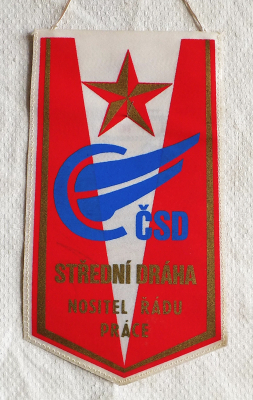 ČSD
STŘEDNÍ DRÁHA
NOSITEL ŘÁDU
PRÁCE